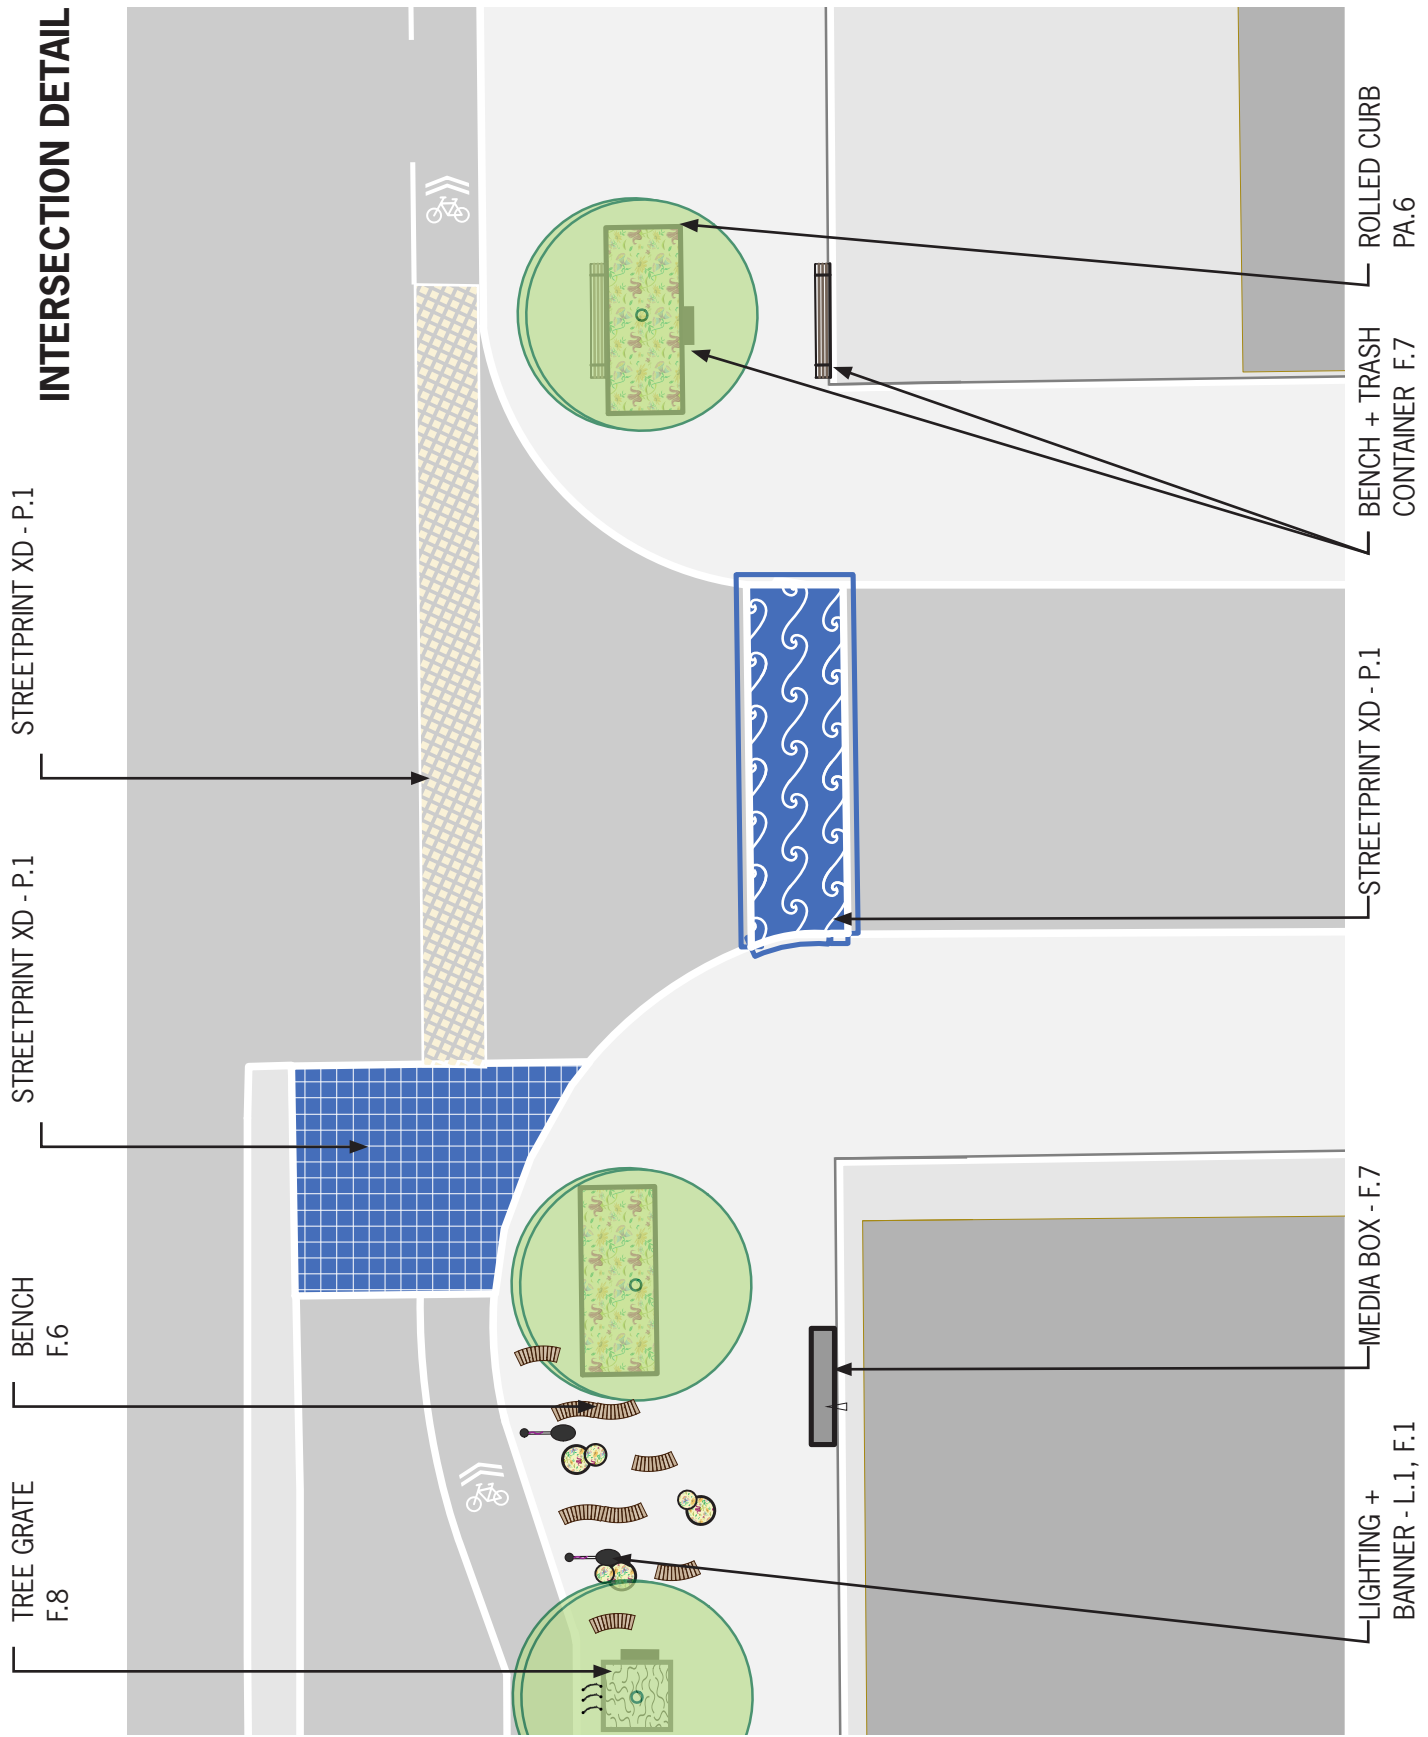 INTERSECTION DETAIL
TREE GRATE
F.8
BENCH
F.6
STREETPRINT XD - P.1
STREETPRINT XD - P.1
LIGHTING +
BANNER - L.1, F.1
MEDIA BOX - F.7
STREETPRINT XD - P.1
BENCH + TRASH
CONTAINER F.7
ROLLED CURB
PA.6